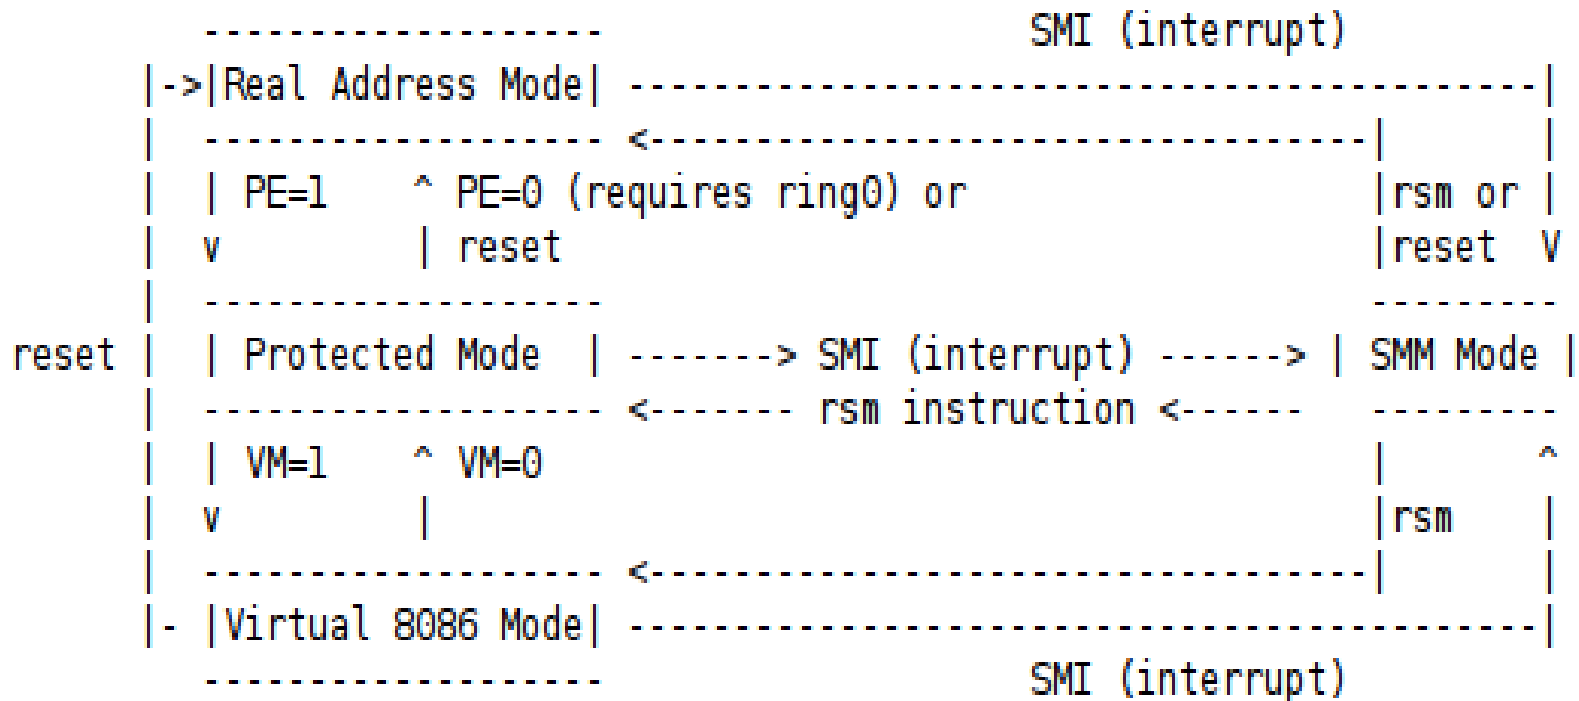 -------------------                    SMI (interrupt)
       |->|Real Address Mode| -------------------------------------------|
       |  ------------------- <----------------------------------|       |
       |  | PE=1    ^ PE=0 (requires ring0) or                   |rsm or |
       |  v         | reset                                      |reset  V
       |  -------------------                                    ---------
reset  |  | Protected Mode  | -------> SMI (interrupt) ------> | SMM Mode |
       |  ------------------- <------- rsm instruction <------   ---------
       |  | VM=1    ^ VM=0                                       |       ^
       |  v         |                                            |rsm    |
       |  ------------------- <----------------------------------|       |
       |- |Virtual 8086 Mode| -------------------------------------------|
          -------------------                    SMI (interrupt)